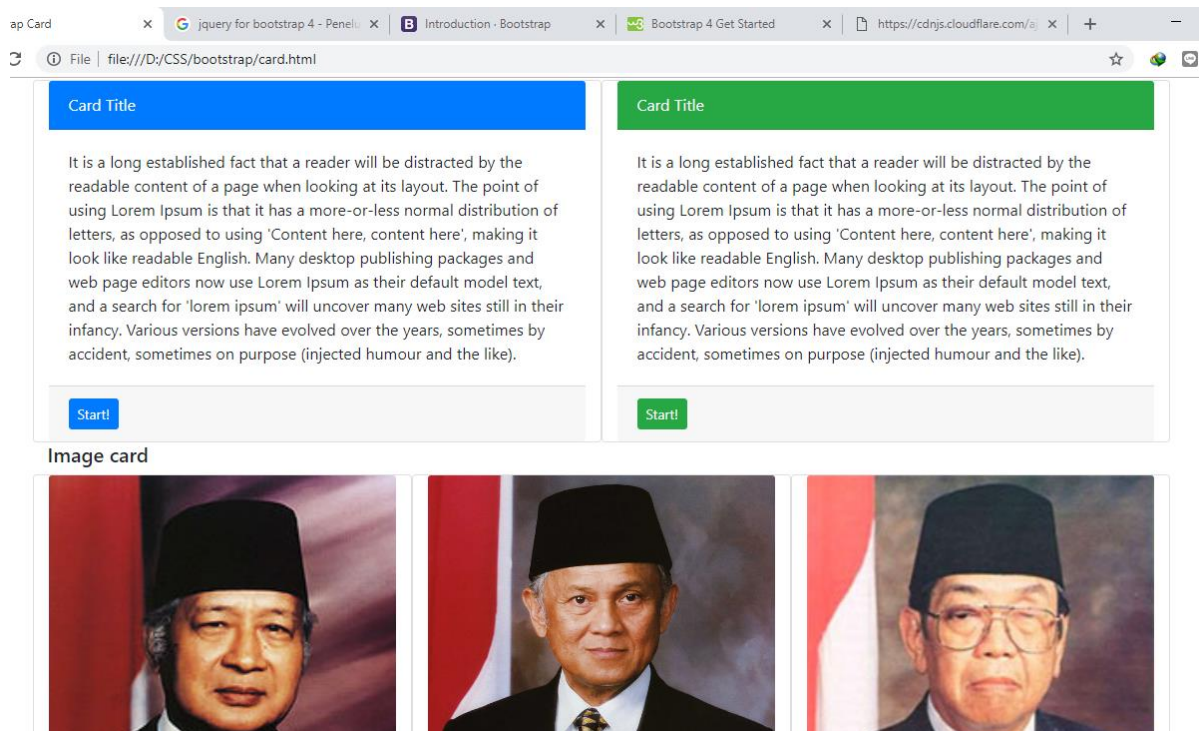 ap Card
jquery for bootstrap 4 - Penelu
Introduction · Bootstrap
Bootstrap 4 Get Started
https://cdnjs.cloudflare.com/aj
File
file:///D:/CSS/bootstrap/card.html
Card Title
It is a long established fact that a reader will be distracted by the
readable content of a page when looking at its layout. The point of
using Lorem Ipsum is that it has a more-or-less normal distribution of
letters, as opposed to using 'Content here, content here', making it
look like readable English. Many desktop publishing packages and
web page editors now use Lorem Ipsum as their default model text,
and a search for 'lorem ipsum' will uncover many web sites still in their
infancy. Various versions have evolved over the years, sometimes by
accident, sometimes on purpose (injected humour and the like).
Start!
Card Title
It is a long established fact that a reader will be distracted by the
readable content of a page when looking at its layout. The point of
using Lorem Ipsum is that it has a more-or-less normal distribution of
letters, as opposed to using 'Content here, content here', making it
look like readable English. Many desktop publishing packages and
web page editors now use Lorem Ipsum as their default model text,
and a search for 'lorem ipsum' will uncover many web sites still in their
infancy. Various versions have evolved over the years, sometimes by
accident, sometimes on purpose (injected humour and the like).
Start!
Image card